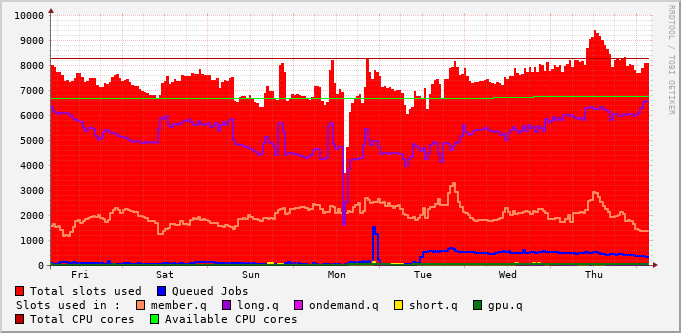 10000
9000
8000
7000
6000
5000
4000
3000
2000
1000
0
Fri Sat Sun Mon Tue Wed Thu
Total slots used Queued Jobs
Slots used in : member.q long.q ondemand.q short.q gpu.q
Total CPU cores Available CPU cores
RRDTOOL / TOBI OETIKER